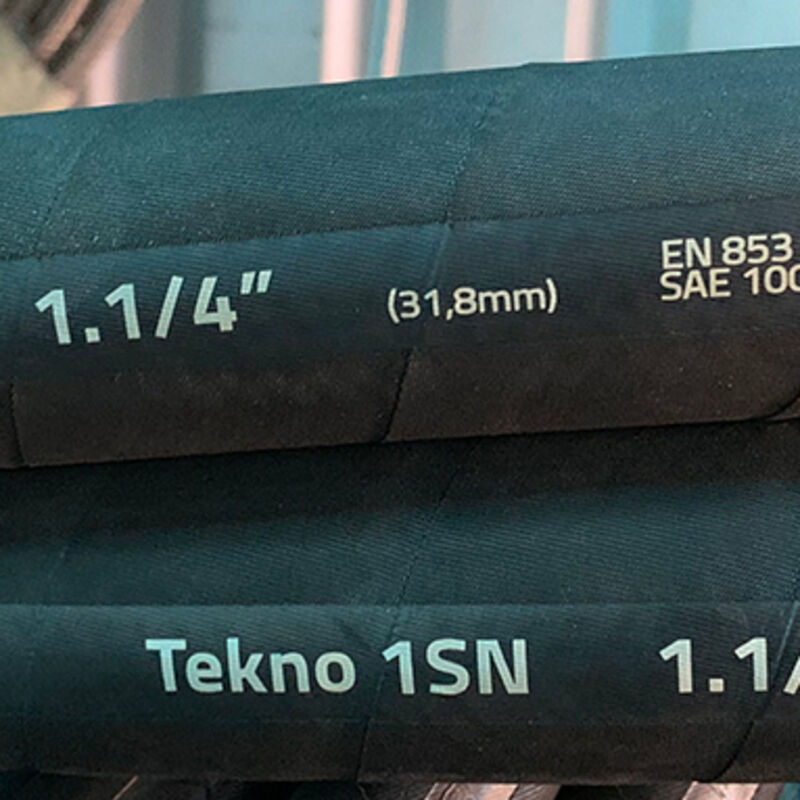 1.1/4" (31,8mm) EN 853
SAE 100
Tekno 1SN 1.1/